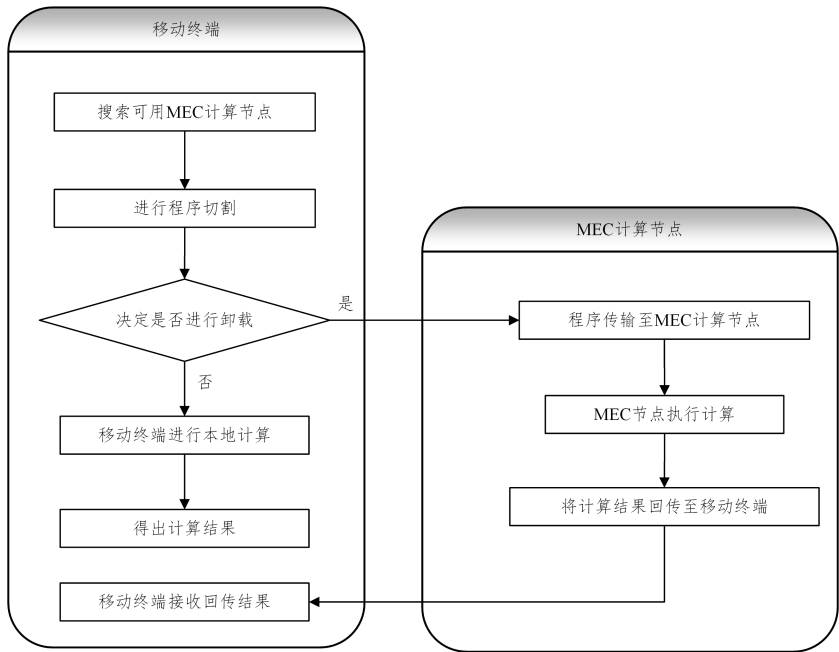 移动终端
搜索可用MEC计算节点
进行程序切割
决定是否进行卸载
是
否
移动终端进行本地计算
得出计算结果
移动终端接收回传结果
MEC计算节点
程序传输至MEC计算节点
MEC节点执行计算
将计算结果回传至移动终端